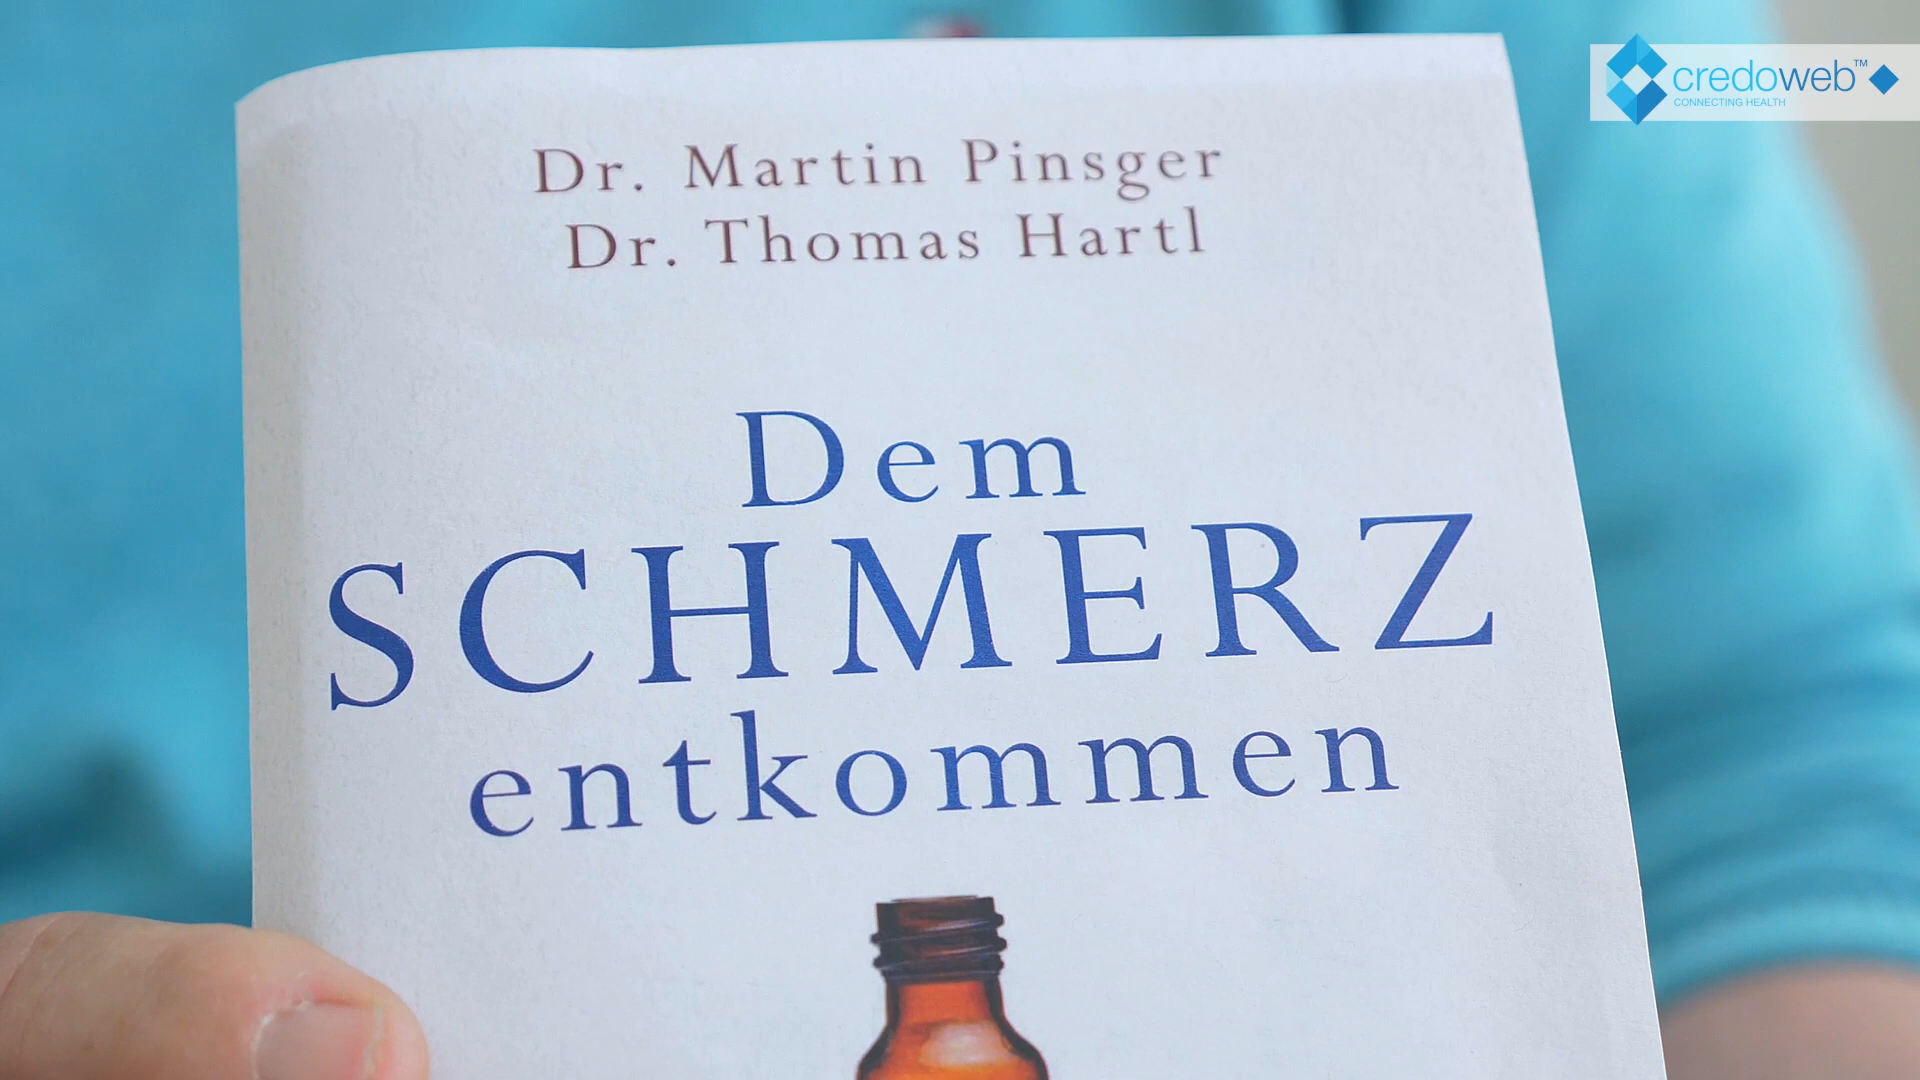 credoweb™
CONNECTING HEALTH
Dr. Martin Pinsger
Dr. Thomas Hartl
Dem
SCHMERZ
entkommen